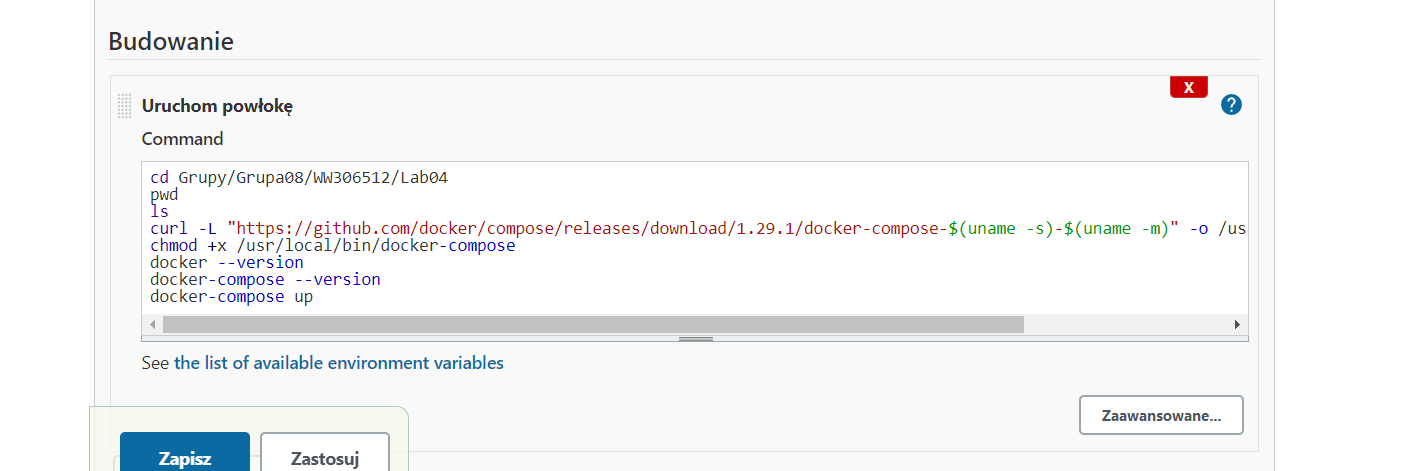 Budowanie
X
Uruchom powłokę
?
Command
cd Grupy/Grupa08/WW306512/Lab04
pwd
ls
curl -L "https://github.com/docker/compose/releases/download/1.29.1/docker-compose-$(uname -s)-$(uname -m)" -o /us
chmod +x /usr/local/bin/docker-compose
docker --version
docker-compose --version
docker-compose up
See the list of available environment variables
Zaawansowane...
Zapisz Zastosuj